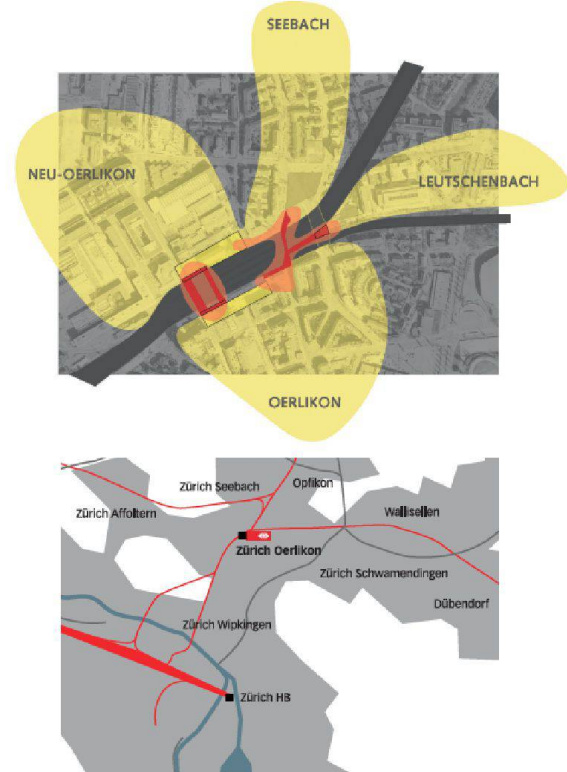 SEEBACH
NEU-OERLIKON
LEUTSCHENBACH
OERLIKON
Zürich Seebach
Opfikon
Zürich Affoltern
Wallisellen
Zürich Oerlikon
Zürich Schwamendingen
Dübendorf
Zürich Wipkingen
Zürich HB